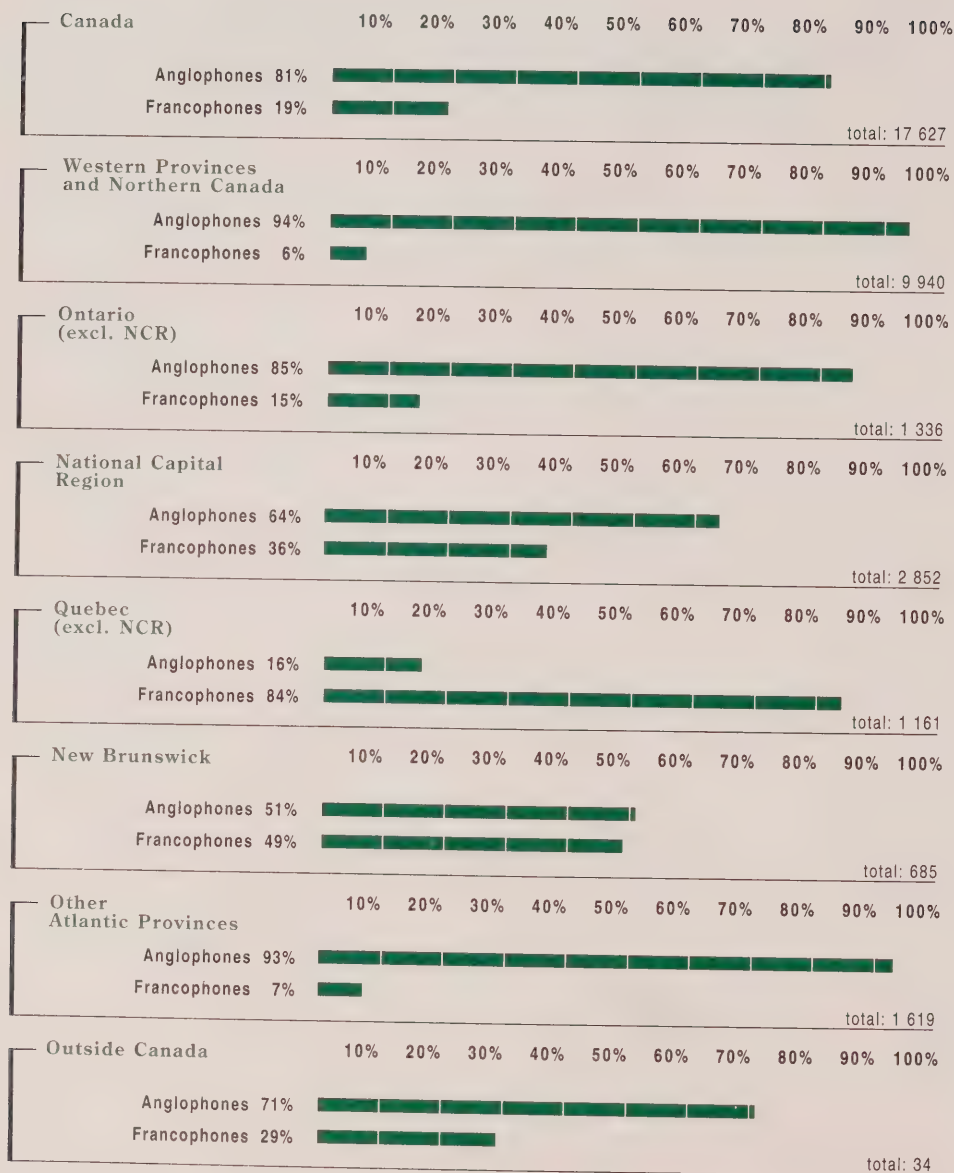 Canada 10% 20% 30% 40% 50% 60% 70% 80% 90% 100%
Anglophones 81%
Francophones 19%
total: 17 627
Western Provinces
and Northern Canada 10% 20% 30% 40% 50% 60% 70% 80% 90% 100%
Anglophones 94%
Francophones 6%
total: 9 940
Ontario 10% 20% 30% 40% 50% 60% 70% 80% 90% 100%
(excl. NCR)
Anglophones 85%
Francophones 15%
total: 1 336
National Capital 10% 20% 30% 40% 50% 60% 70% 80% 90% 100%
Region
Anglophones 64%
Francophones 36%
total: 2 852
Quebec 10% 20% 30% 40% 50% 60% 70% 80% 90% 100%
(excl. NCR)
Anglophones 16%
Francophones 84%
total: 1 161
New Brunswick 10% 20% 30% 40% 50% 60% 70% 80% 90% 100%
Anglophones 51%
Francophones 49%
total: 685
Other 10% 20% 30% 40% 50% 60% 70% 80% 90% 100%
Atlantic Provinces
Anglophones 93%
Francophones 7%
total: 1 619
Outside Canada 10% 20% 30% 40% 50% 60% 70% 80% 90% 100%
Anglophones 71%
Francophones 29%
total: 34